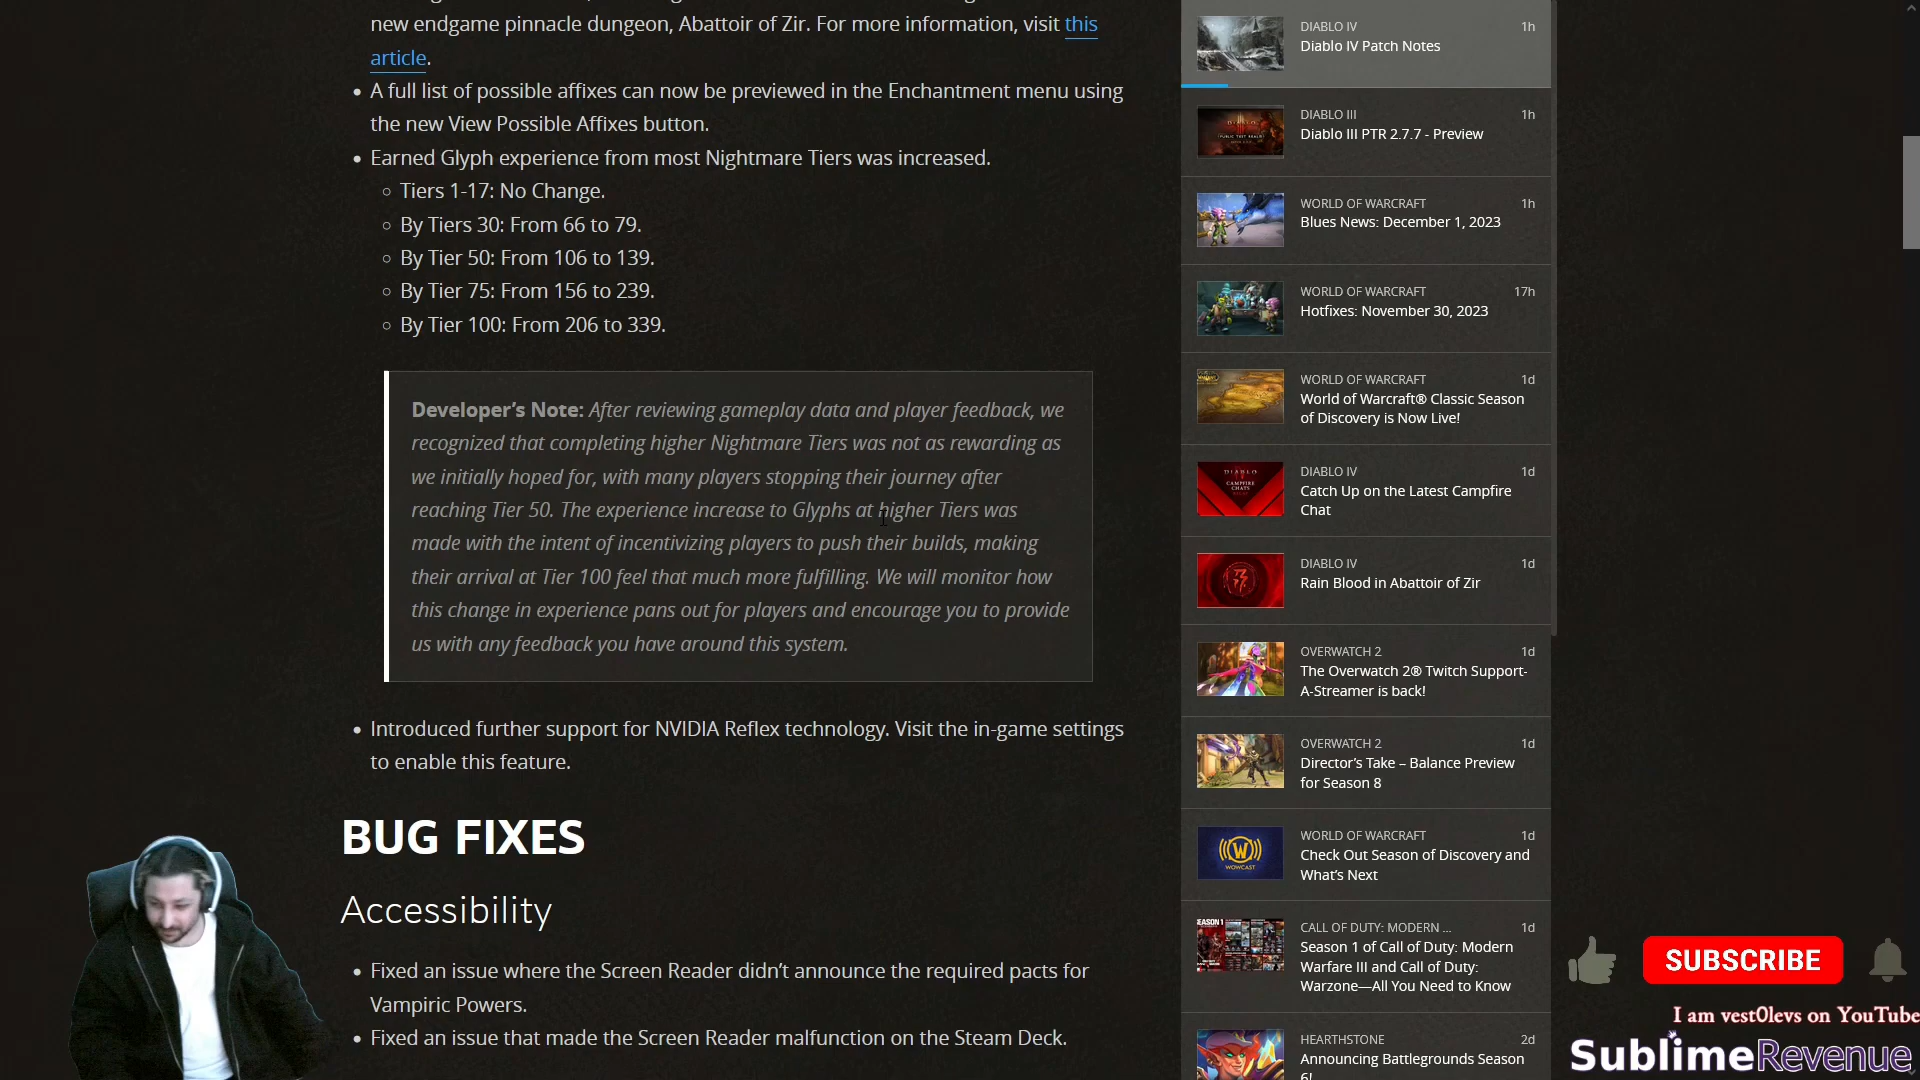 new endgame pinnacle dungeon, Abattoir of Zir. For more information, visit this
article.
• A full list of possible affixes can now be previewed in the Enchantment menu using
the new View Possible Affixes button.
• Earned Glyph experience from most Nightmare Tiers was increased.
○ Tiers 1-17: No Change.
○ By Tiers 30: From 66 to 79.
○ By Tier 50: From 106 to 139.
○ By Tier 75: From 156 to 239.
○ By Tier 100: From 206 to 339.
Developer’s Note: After reviewing gameplay data and player feedback, we
recognized that completing higher Nightmare Tiers was not as rewarding as
we initially hoped for, with many players stopping their journey after
reaching Tier 50. The experience increase to Glyphs at higher Tiers was
made with the intent of incentivizing players to push their builds, making
their arrival at Tier 100 feel that much more fulfilling. We will monitor how
this change in experience pans out for players and encourage you to provide
us with any feedback you have around this system.
• Introduced further support for NVIDIA Reflex technology. Visit the in-game settings
to enable this feature.
BUG FIXES
Accessibility
• Fixed an issue where the Screen Reader didn’t announce the required pacts for
Vampiric Powers.
• Fixed an issue that made the Screen Reader malfunction on the Steam Deck.
DIABLO IV 1h
Diablo IV Patch Notes
DIABLO III 1h
Diablo III PTR 2.7.7 - Preview
WORLD OF WARCRAFT 1h
Blues News: December 1, 2023
WORLD OF WARCRAFT 17h
Hotfixes: November 30, 2023
WORLD OF WARCRAFT 1d
World of Warcraft® Classic Season
of Discovery is Now Live!
DIABLO IV 1d
Catch Up on the Latest Campfire
Chat
DIABLO IV 1d
Rain Blood in Abattoir of Zir
OVERWATCH 2 1d
The Overwatch 2® Twitch Support-
A-Streamer is back!
OVERWATCH 2 1d
Director’s Take – Balance Preview
for Season 8
WORLD OF WARCRAFT 1d
Check Out Season of Discovery and
What’s Next
WOWCAST
CALL OF DUTY: MODERN ... 1d
Season 1 of Call of Duty: Modern
Warfare III and Call of Duty:
Warzone—All You Need to Know
HEARTHSTONE 2d
Announcing Battlegrounds Season
6!
SUBSCRIBE
I am vest0levs on YouTube
SublimeRevenue